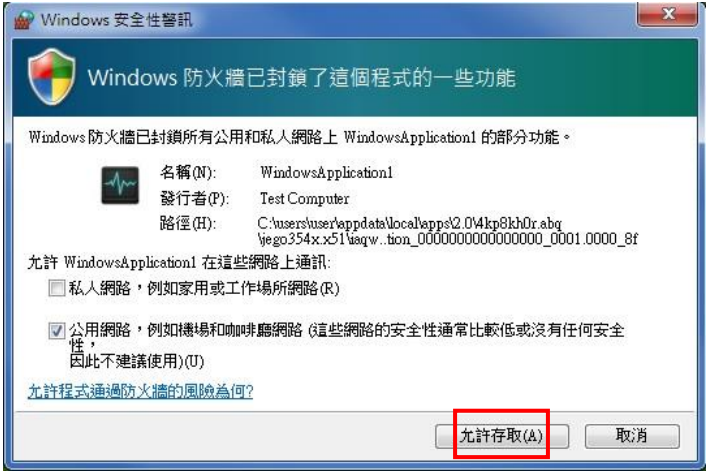 Windows 安全性警訊
Windows 防火牆已封鎖了這個程式的一些功能
Windows 防火牆已封鎖所有公用和私人網路上 WindowsApplication1 的部分功能。
名稱(N): WindowsApplication1
發行者(P): Test Computer
路徑(H): C:\users\user\appdata\local\apps\2.0\4kp8kh0r.abq
\jego354x.x51\iaqw..tion_0000000000000000_0001.0000_8f
允許 WindowsApplication1 在這些網路上通訊:
私人網路，例如家用或工作場所網路(R)
公用網路，例如機場和咖啡廳網路 (這些網路的安全性通常比較低或沒有任何安全
性，
因此不建議使用)(U)
允許程式通過防火牆的風險為何?
允許存取(A) 取消